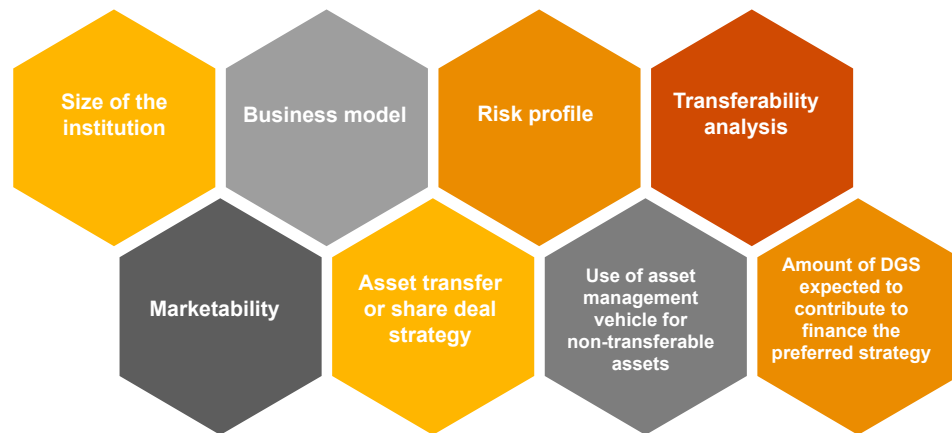 Size of the
institution
Business model
Risk profile
Transferability
analysis
Marketability
Asset transfer
or share deal
strategy
Use of asset
management
vehicle for
non-transferable
assets
Amount of DGS
expected to
contribute to
finance the
preferred strategy